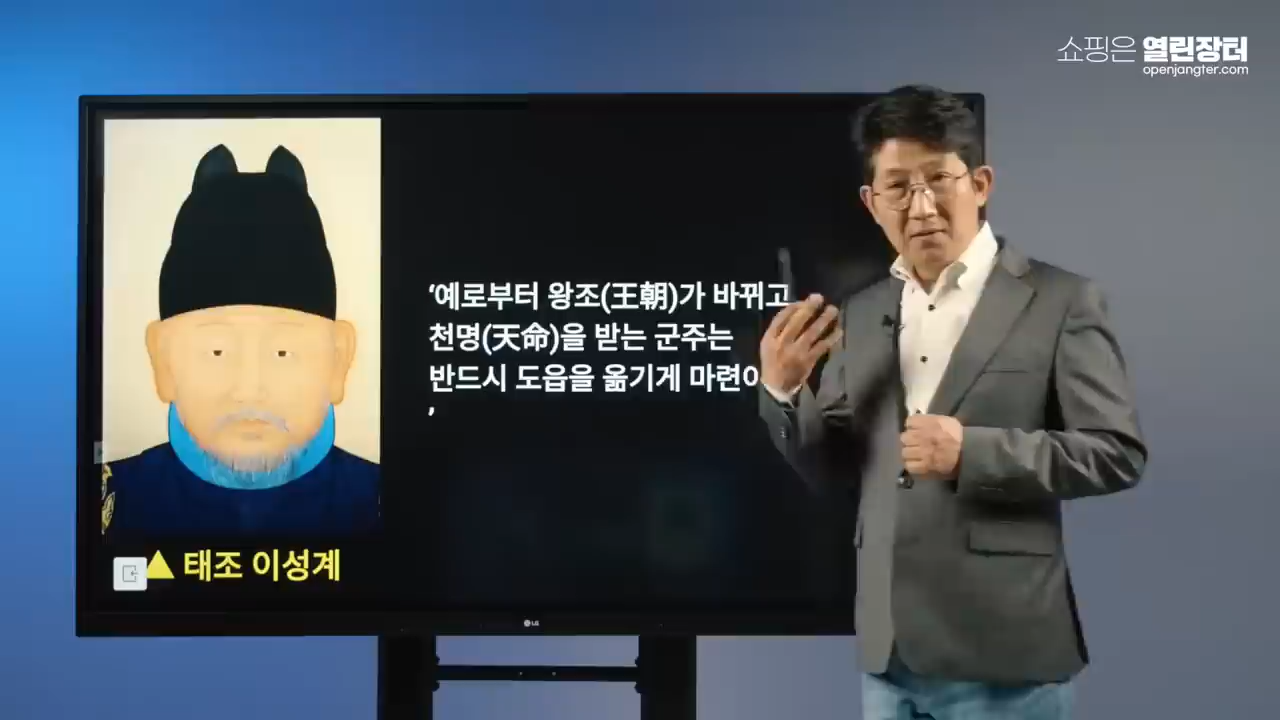 쇼핑은 열린장터
openjangter.com
‘예로부터 왕조(王朝)가 바뀌고
천명(天命)을 받는 군주는
반드시 도읍을 옮기게
’
▲ 태조 이성계
LG